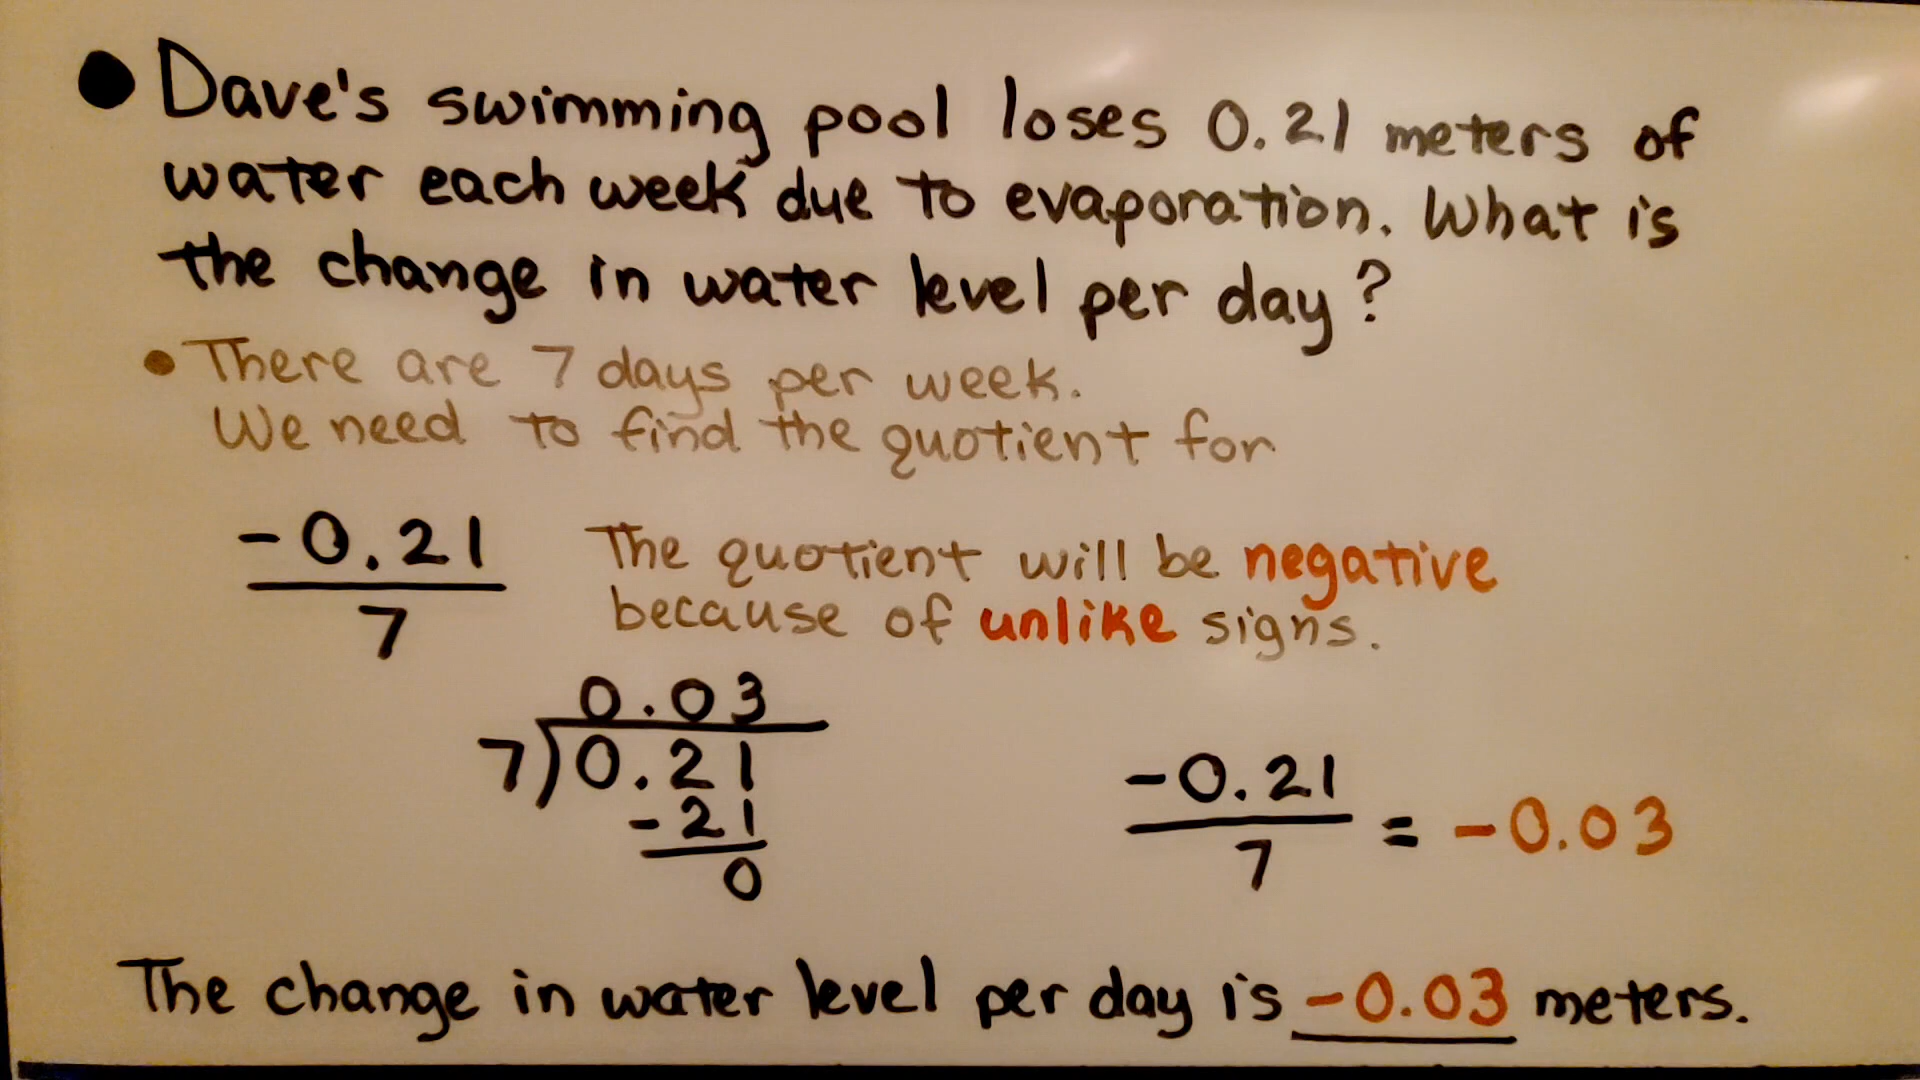 ● Dave's swimming pool loses 0.21 meters of
water each week due to evaporation. What is
the change in water level per day?
• There are 7 days per week.
We need to find the quotient for
-0.21
7
The quotient will be negative
because of unlike signs.
0.03
7)0.21
-21
0
-0.21
7
= -0.03
The change in water level per day is -0.03 meters.